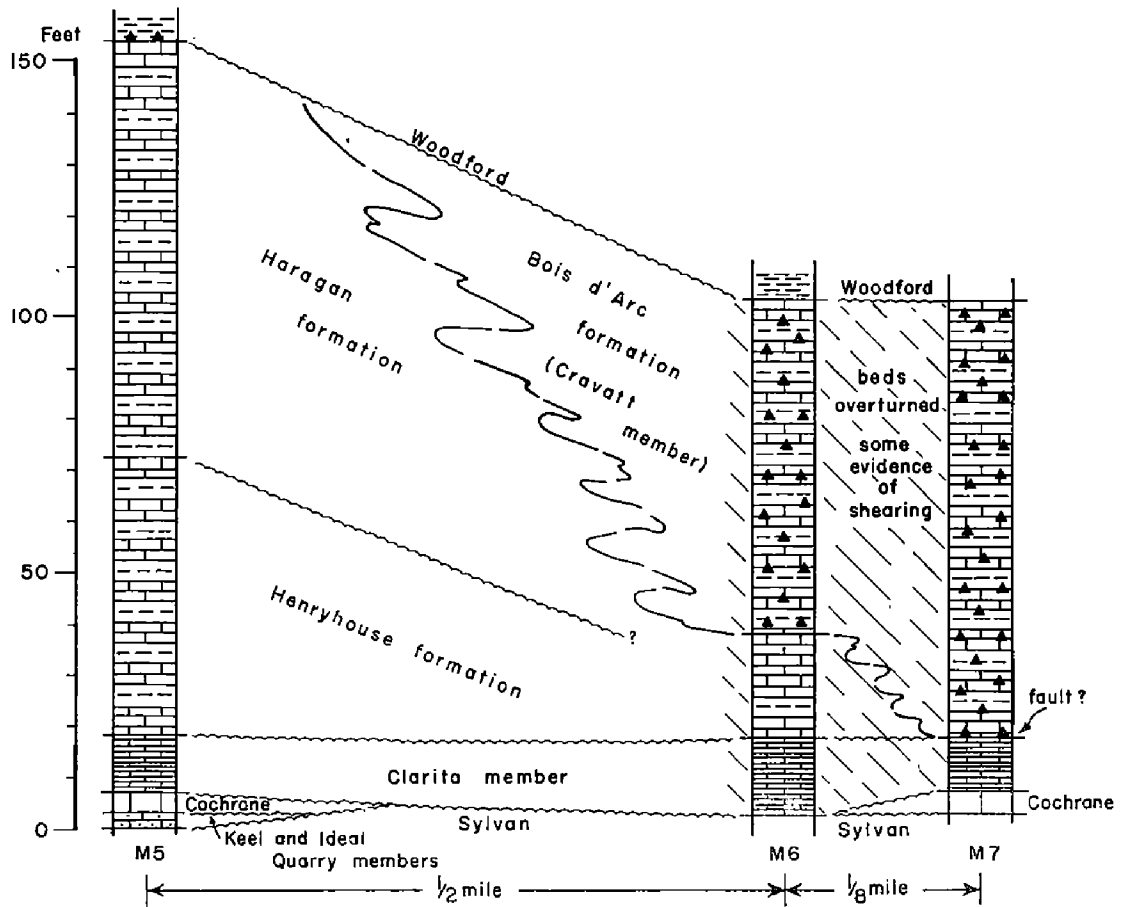 Feet
150
100
50
0
Woodford
Haragan
formation
Bois d'Arc
formation
(Cravatt
member)
Henryhouse formation
Clarita member
Cochrane
Keel and Ideal
Quarry members
Sylvan
?
Woodford
beds
overturned
some
evidence
of
shearing
fault ?
Cochrane
Sylvan
M5
M6
M7
1/2 mile
1/8 mile